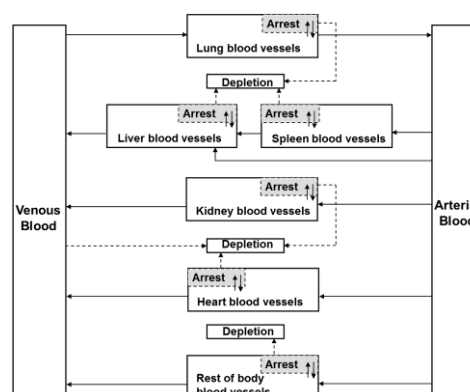 Arrest
Lung blood vessels
Depletion
Arrest
Arrest
Liver blood vessels
Spleen blood vessels
Arrest
Kidney blood vessels
Venous
Blood
Arteri
Blood
Depletion
Arrest
Heart blood vessels
Depletion
Arrest
Rest of body
blood vessels